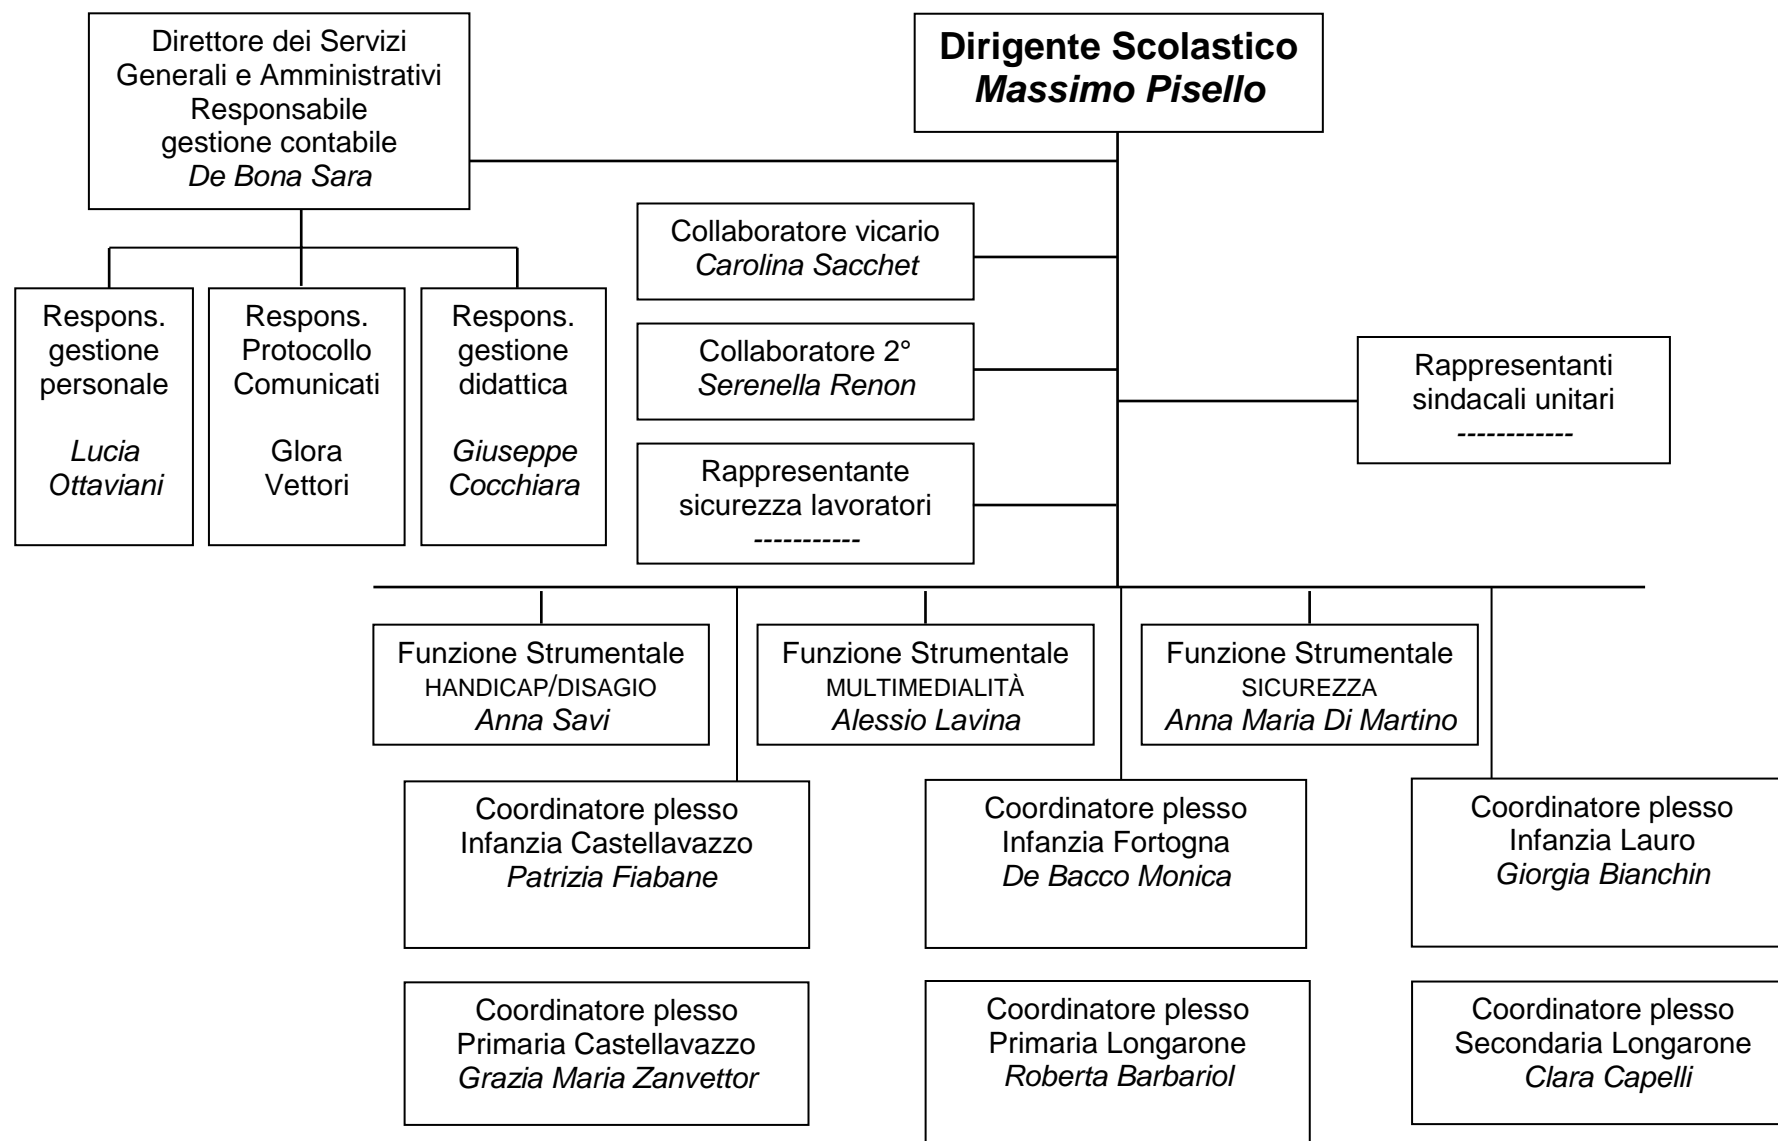 Direttore dei Servizi
Generali e Amministrativi
Responsabile
gestione contabile
De Bona Sara
Dirigente Scolastico
Massimo Pisello
Collaboratore vicario
Carolina Sacchet
Respons.
gestione
personale
Lucia
Ottaviani
Respons.
Protocollo
Comunicati
Glora
Vettori
Respons.
gestione
didattica
Giuseppe
Cocchiara
Collaboratore 2°
Serenella Renon
Rappresentanti
sindacali unitari
------------
Rappresentante
sicurezza lavoratori
-----------
Funzione Strumentale
HANDICAP/DISAGIO
Anna Savi
Funzione Strumentale
MULTIMEDIALITÀ
Alessio Lavina
Funzione Strumentale
SICUREZZA
Anna Maria Di Martino
Coordinatore plesso
Infanzia Castellavazzo
Patrizia Fiabane
Coordinatore plesso
Infanzia Fortogna
De Bacco Monica
Coordinatore plesso
Infanzia Lauro
Giorgia Bianchin
Coordinatore plesso
Primaria Castellavazzo
Grazia Maria Zanvettor
Coordinatore plesso
Primaria Longarone
Roberta Barbariol
Coordinatore plesso
Secondaria Longarone
Clara Capelli